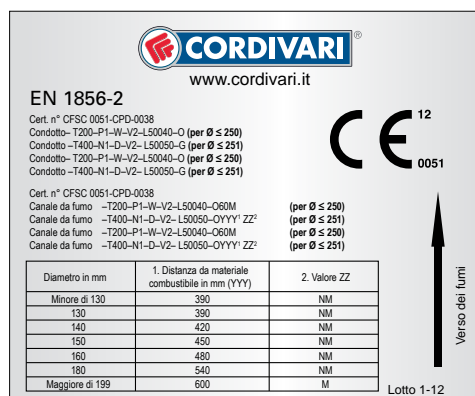 CORDIVARI®
www.cordivari.it
EN 1856-2
Cert. n° CFSC 0051-CPD-0038
Condotto– T200–P1–W–V2–L50040–O (per Ø ≤ 250)
Condotto –T400–N1–D–V2– L50050–G (per Ø ≤ 251)
Condotto – T200–P1–W–V2–L50040–O (per Ø ≤ 250)
Condotto –T400–N1–D–V2– L50050–G (per Ø ≤ 251)
CE 12
0051
Cert. n° CFSC 0051-CPD-0038
Canale da fumo –T200–P1–W–V2–L50040–O60M (per Ø ≤ 250)
Canale da fumo –T400–N1–D–V2– L50050–OYYY¹ ZZ² (per Ø ≤ 251)
Canale da fumo –T200–P1–W–V2–L50040–O60M (per Ø ≤ 250)
Canale da fumo –T400–N1–D–V2– L50050–OYYY¹ ZZ² (per Ø ≤ 251)
Diametro in mm 1. Distanza da materiale combustibile in mm (YYY) 2. Valore ZZ
Minore di 130 390 NM
130 390 NM
140 420 NM
150 450 NM
160 480 NM
180 540 NM
Maggiore di 199 600 M
Verso dei fumi
Lotto 1-12